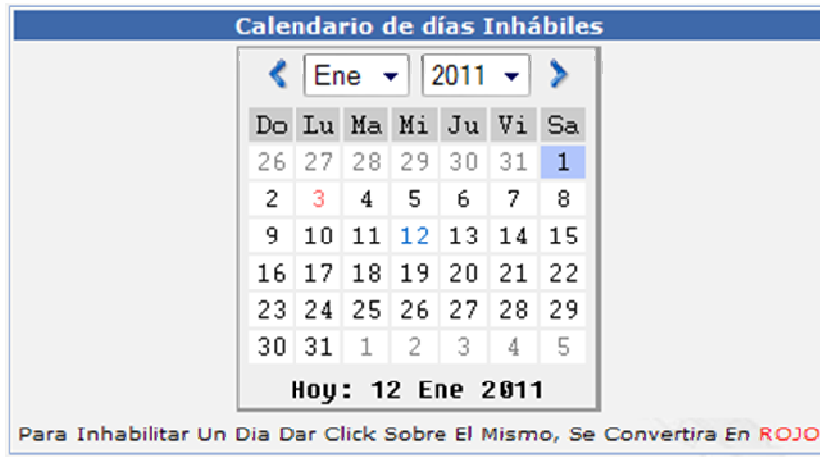 Calendario de días Inhábiles
Ene 2011
Do Lu Ma Mi Ju Vi Sa
26 27 28 29 30 31 1
2 3 4 5 6 7 8
9 10 11 12 13 14 15
16 17 18 19 20 21 22
23 24 25 26 27 28 29
30 31 1 2 3 4 5
Hoy: 12 Ene 2011
Para Inhabilitar Un Dia Dar Click Sobre El Mismo, Se Convertira En ROJO